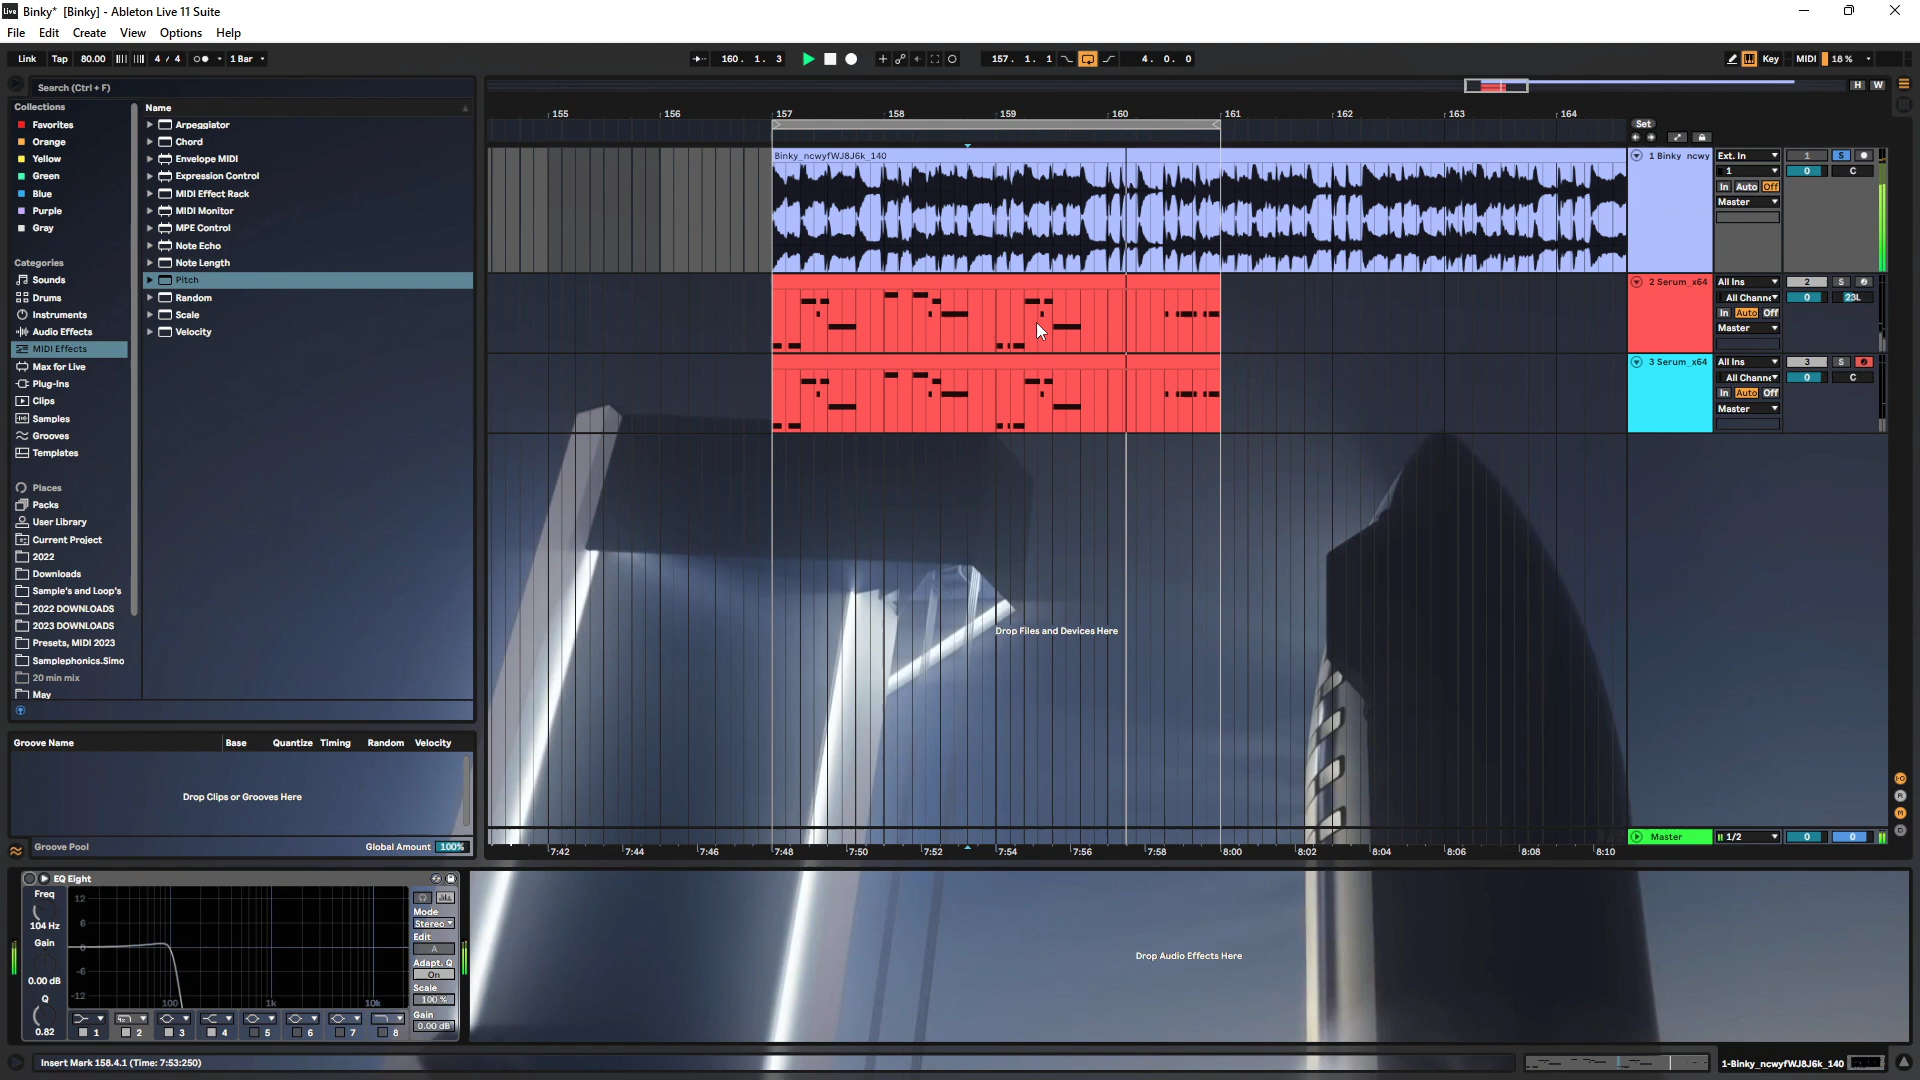 Live Binky* [Binky] - Ableton Live 11 Suite
File Edit Create View Options Help
Link Tap 80.00 4 / 4 1 Bar 160. 1. 3 157. 1. 1 4. 0. 0 Key MIDI 18 %
Search (Ctrl + F)
H W
Collections
Favorites
Orange
Yellow
Green
Blue
Purple
Gray
Categories
Sounds
Drums
Instruments
Audio Effects
MIDI Effects
Max for Live
Plug-Ins
Clips
Samples
Grooves
Templates
Places
Packs
User Library
Current Project
2022
Downloads
Sample's and Loop's
2022 DOWNLOADS
2023 DOWNLOADS
Presets, MIDI 2023
Samplephonics.Simo
20 min mix
May
Name
Arpeggiator
Chord
Envelope MIDI
Expression Control
MIDI Effect Rack
MIDI Monitor
MPE Control
Note Echo
Note Length
Pitch
Random
Scale
Velocity
155 156 157 158 159 160 161 162 163 164
Set
Binky_ncwyfWJ8J6k_140
1 Binky ncwy Ext. In 1 S
1 0 C
In Auto Off
Master
2 Serum_x64 All Ins 2 S
All Channe 0 23L
In Auto Off
Master
3 Serum_x64 All Ins 3 S
All Channe 0 C
In Auto Off
Master
Drop Files and Devices Here
Groove Name Base Quantize Timing Random Velocity
Drop Clips or Grooves Here
Groove Pool Global Amount 100%
Master 1/2 0 0
7:42 7:44 7:46 7:48 7:50 7:52 7:54 7:56 7:58 8:00 8:02 8:04 8:06 8:08 8:10
R
M
D
EQ Eight
Freq
104 Hz
Gain
0.00 dB
Q
0.82
12
6
0
-6
-12
100 1k 10k
1 2 3 4 5 6 7 8
Mode
Stereo
Edit
A
Adapt. Q
On
Scale
100 %
Gain
0.00 dB
Drop Audio Effects Here
Insert Mark 158.4.1 (Time: 7:53:250)
1-Binky_ncwyfWJ8J6k_140